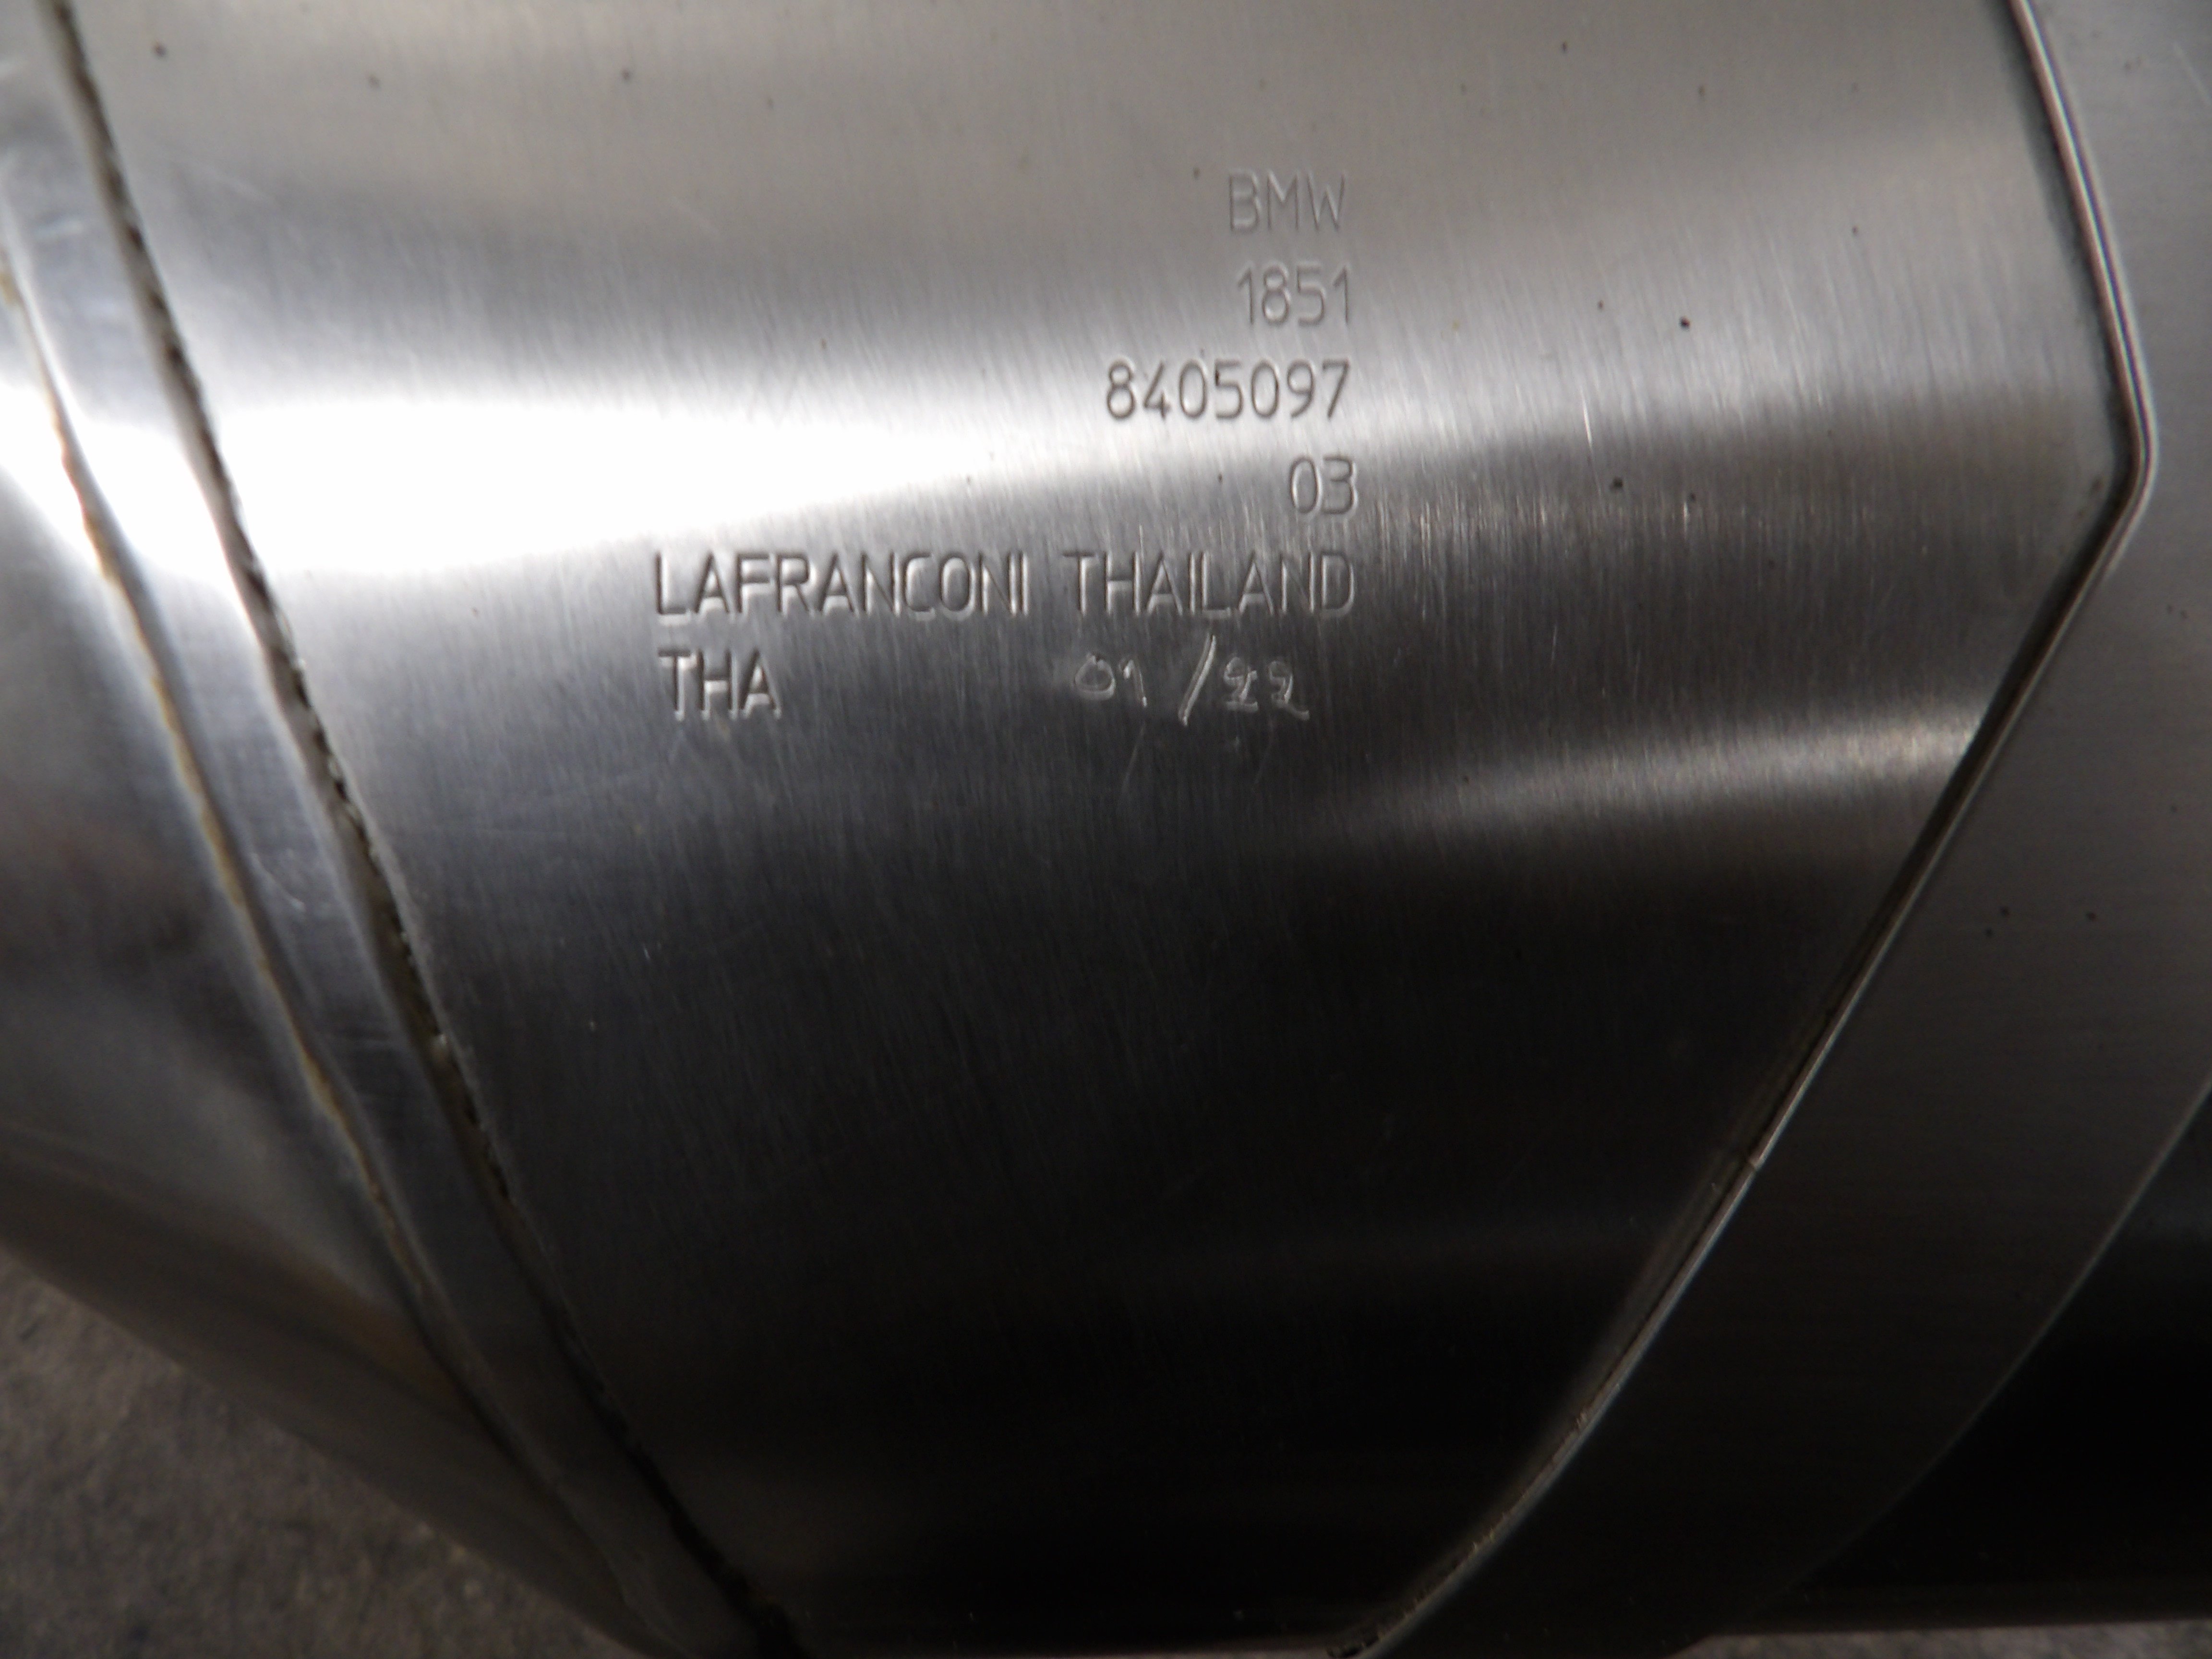 BMW
1851
8405097
03
LAFRANCONI THAILAND
THA 01/22